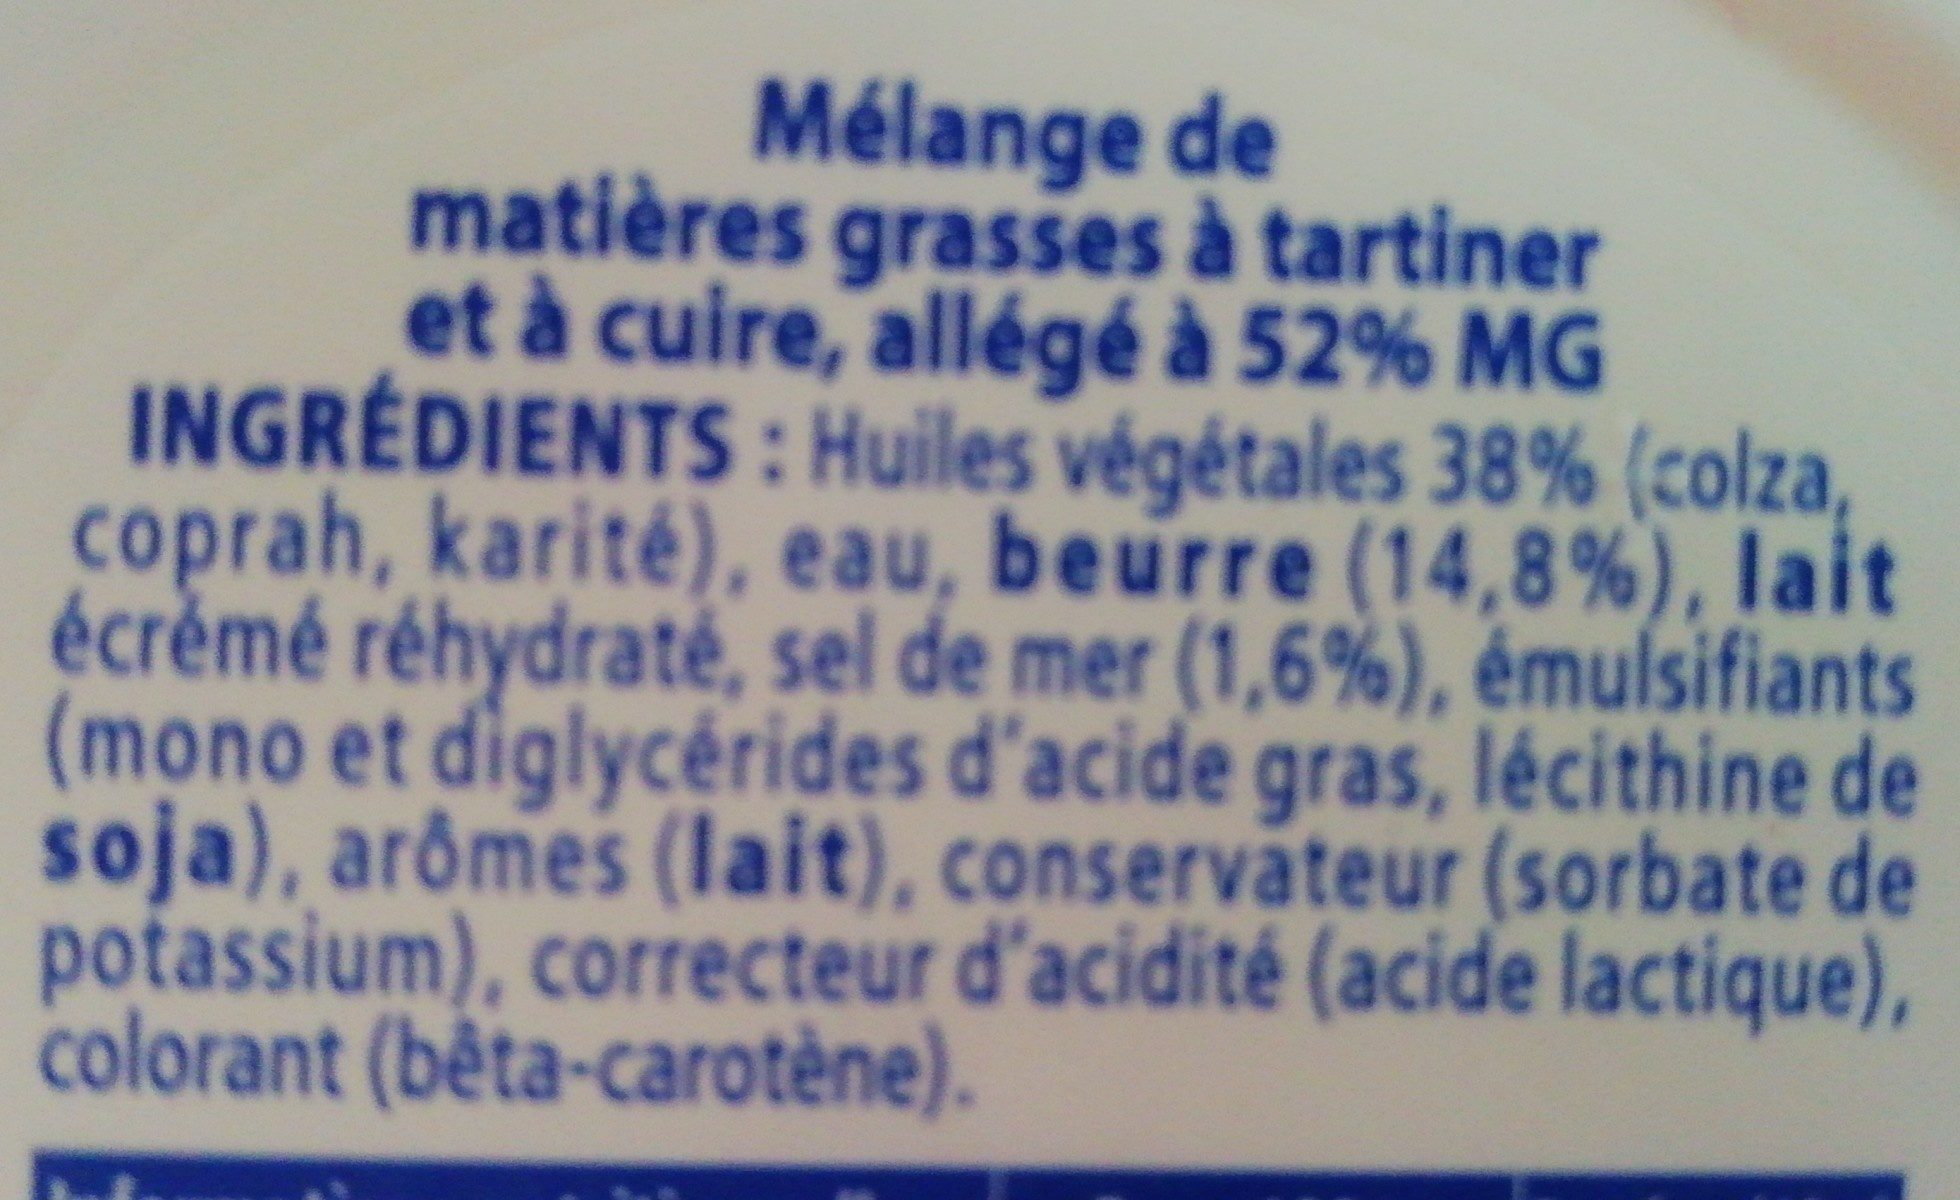 Mélange de
matières grasses à tartiner
et à cuire, allégé à 52% MG
INGRÉDIENTS : Huiles végétales 38% (colza,
coprah, karité), eau, beurre (14,8%), lait
écrémé réhydraté, sel de mer (1,6%), émulsifiants
(mono et diglycérides d'acide gras, lécithine de
soja), arômes (lait), conservateur (sorbate de
potassium), correcteur d'acidité (acide lactique),
colorant (bêta-carotène).